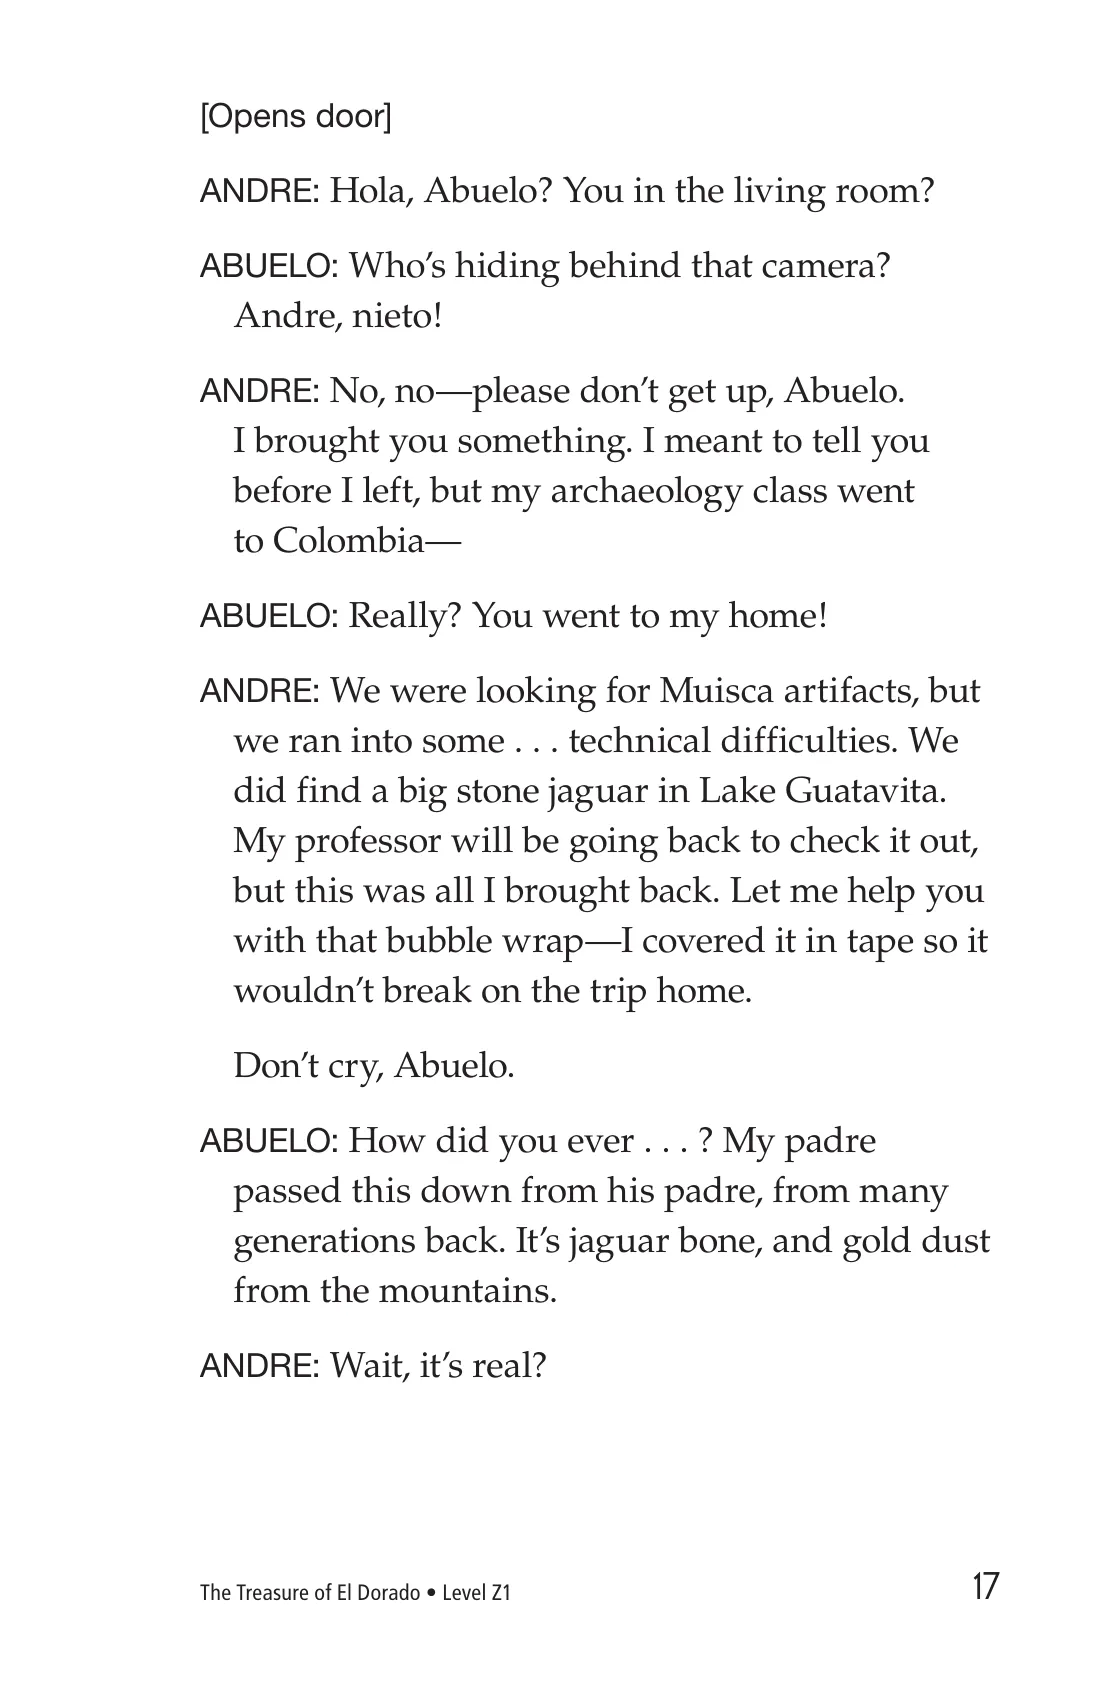 [Opens door]
ANDRE: Hola, Abuelo? You in the living room?
ABUELO: Who’s hiding behind that camera?
Andre, nieto!
ANDRE: No, no—please don’t get up, Abuelo.
I brought you something. I meant to tell you
before I left, but my archaeology class went
to Colombia—
ABUELO: Really? You went to my home!
ANDRE: We were looking for Muisca artifacts, but
we ran into some . . . technical difficulties. We
did find a big stone jaguar in Lake Guatavita.
My professor will be going back to check it out,
but this was all I brought back. Let me help you
with that bubble wrap—I covered it in tape so it
wouldn’t break on the trip home.
Don’t cry, Abuelo.
ABUELO: How did you ever . . . ? My padre
passed this down from his padre, from many
generations back. It’s jaguar bone, and gold dust
from the mountains.
ANDRE: Wait, it’s real?
The Treasure of El Dorado • Level Z1
17